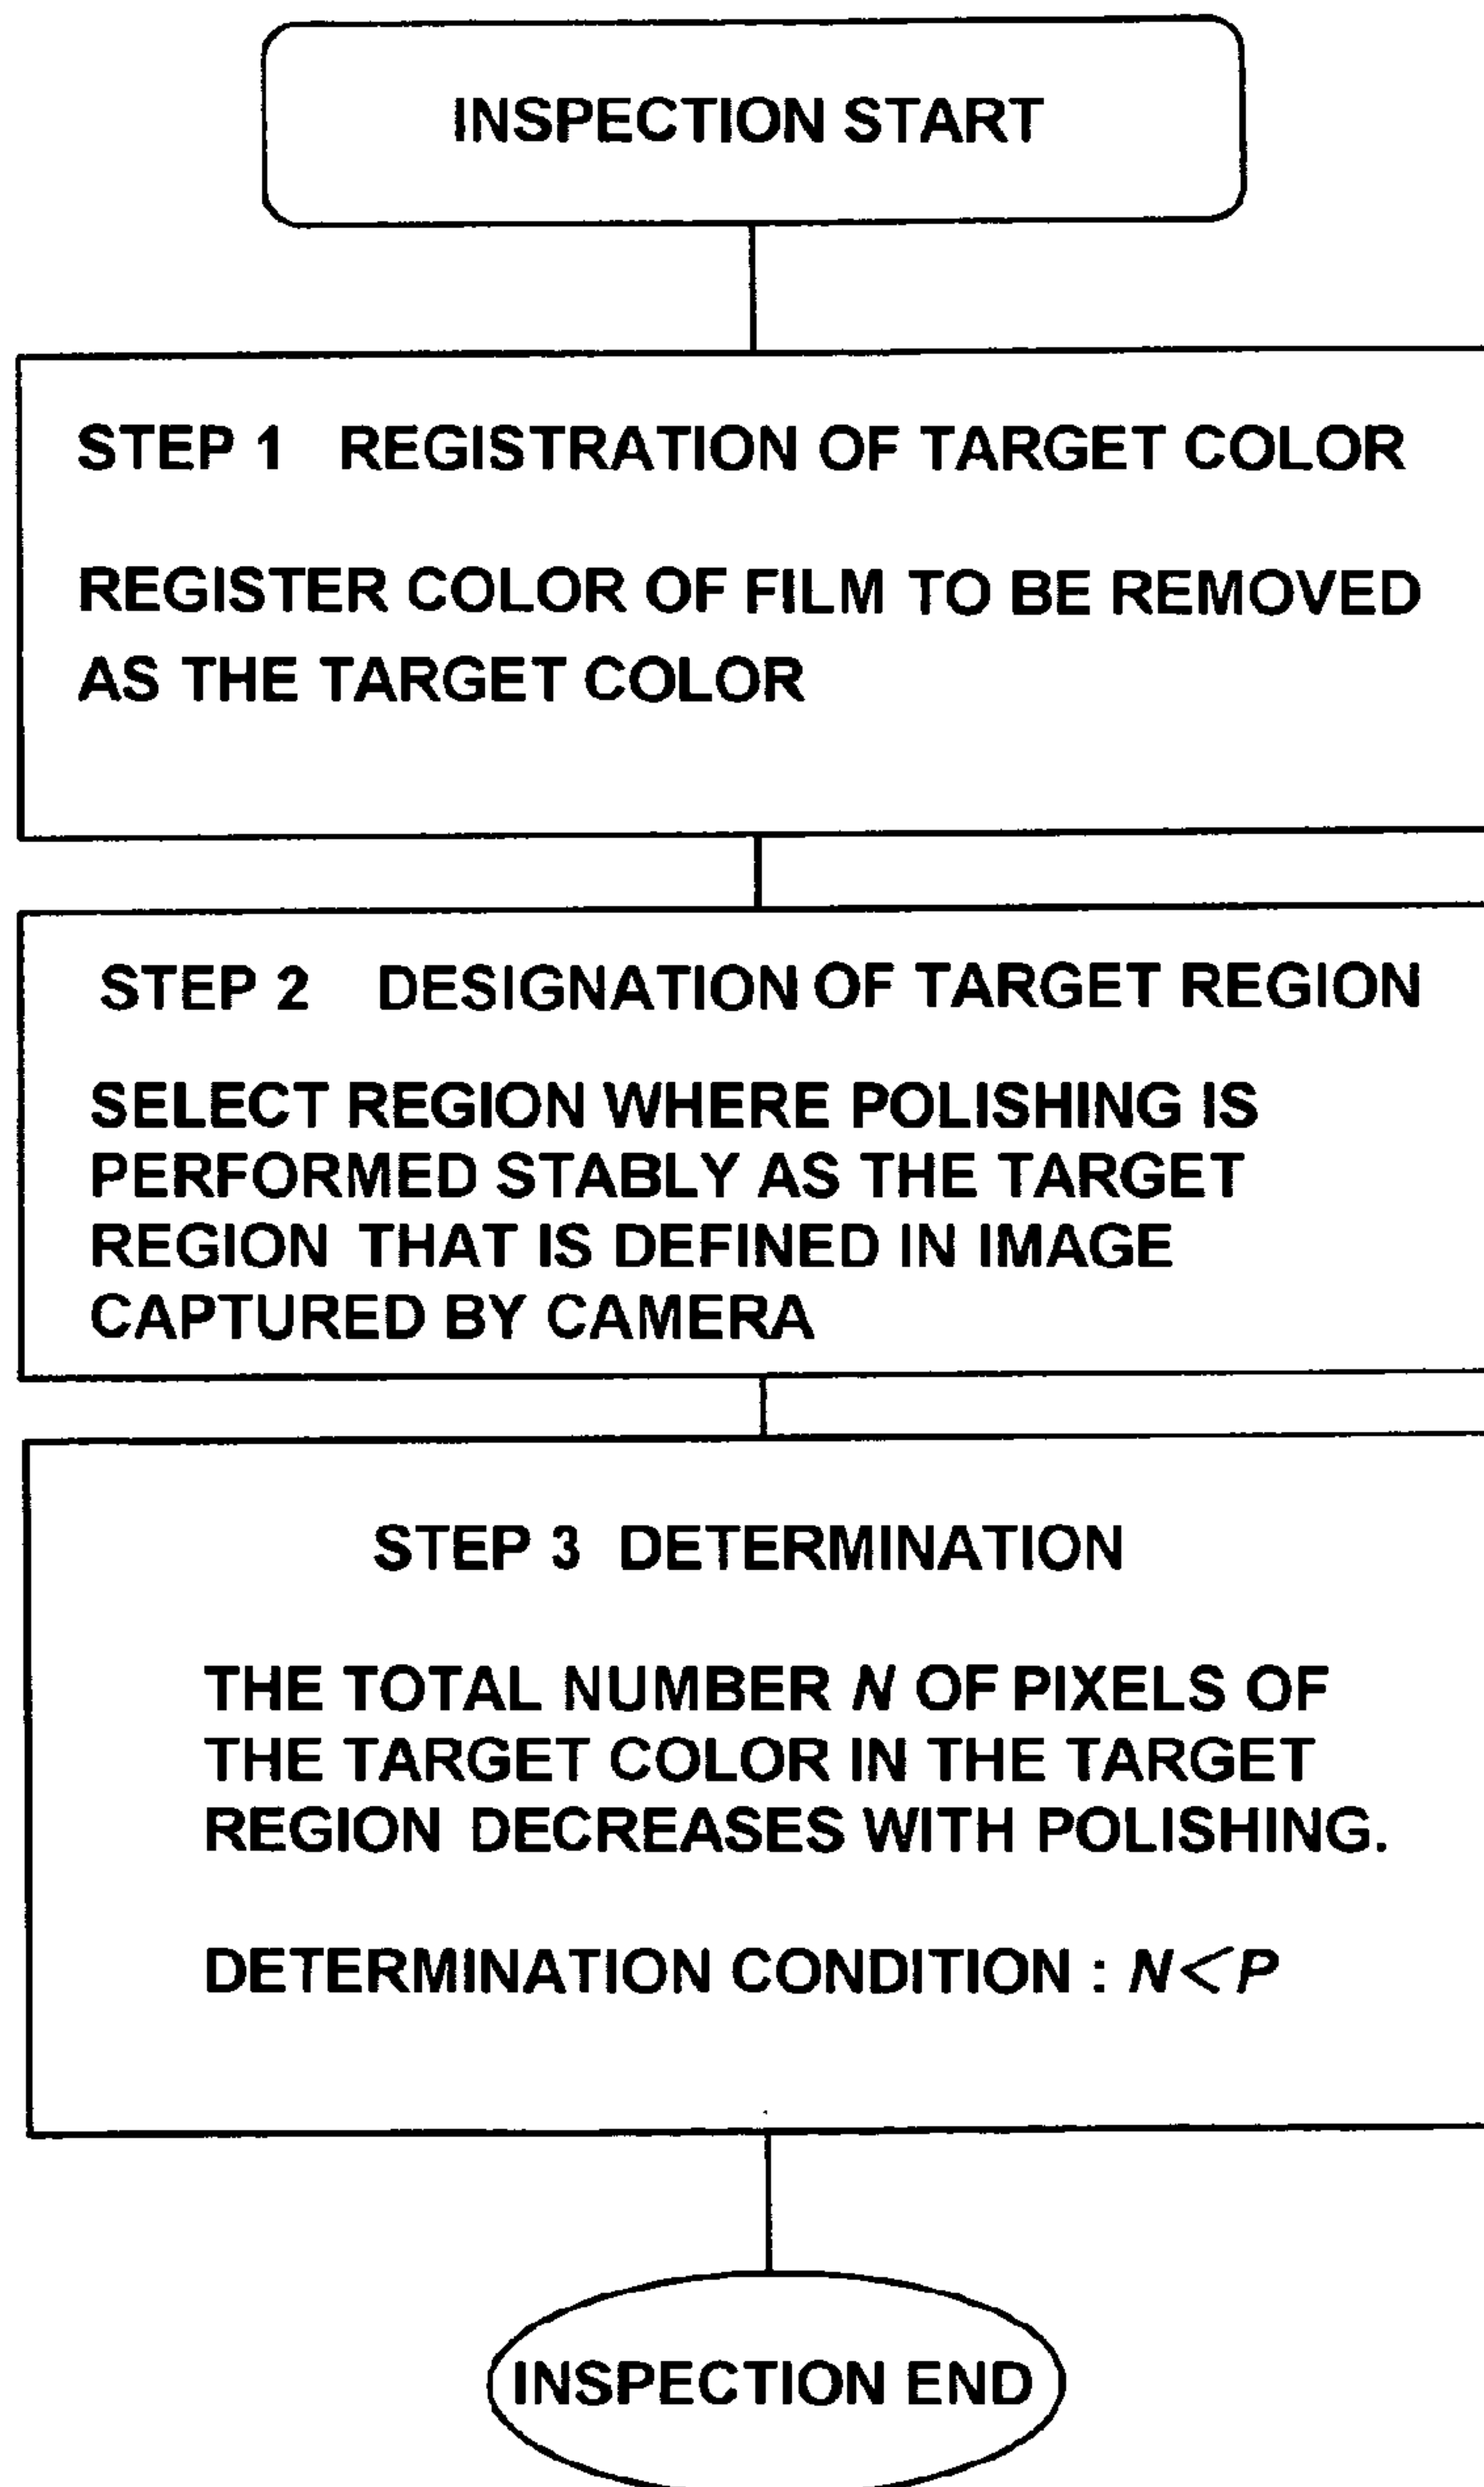 INSPECTION START
STEP 1 REGISTRATION OF TARGET COLOR
REGISTER COLOR OF FILM TO BE REMOVED
AS THE TARGET COLOR
STEP 2 DESIGNATION OF TARGET REGION
SELECT REGION WHERE POLISHING IS
PERFORMED STABLY AS THE TARGET
REGION THAT IS DEFINED IN IMAGE
CAPTURED BY CAMERA
STEP 3 DETERMINATION
THE TOTAL NUMBER N OF PIXELS OF
THE TARGET COLOR IN THE TARGET
REGION DECREASES WITH POLISHING.
DETERMINATION CONDITION : N<P
INSPECTION END